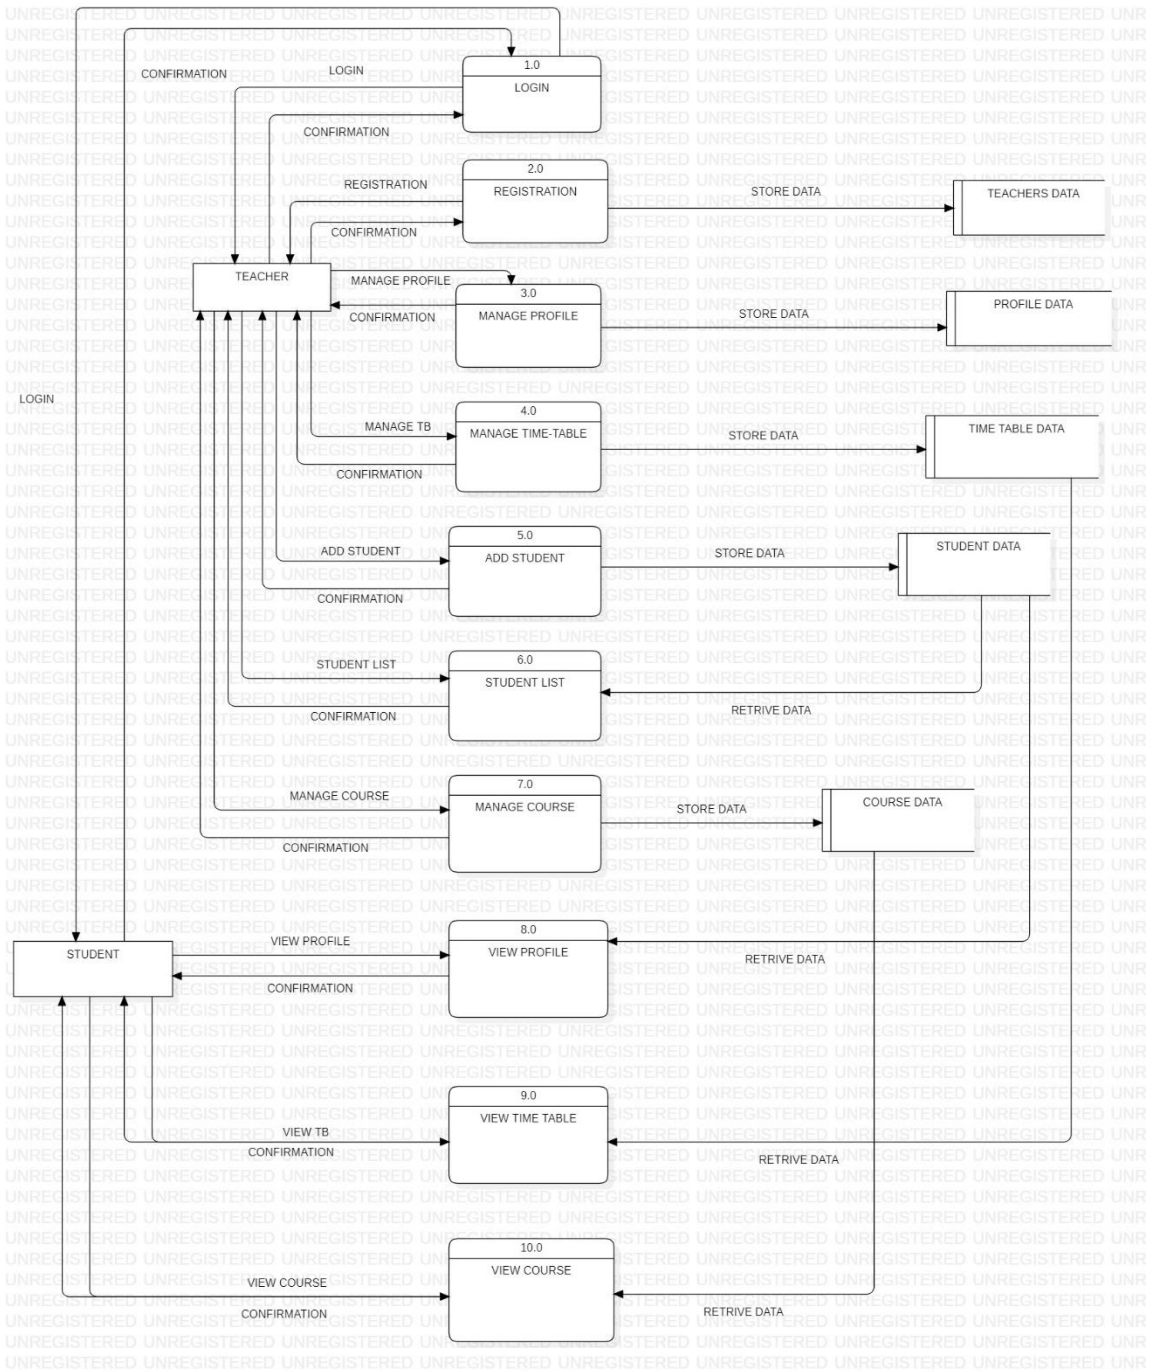 1.0
LOGIN
CONFIRMATION
LOGIN
CONFIRMATION
2.0
REGISTRATION
REGISTRATION
CONFIRMATION
STORE DATA
TEACHERS DATA
TEACHER
MANAGE PROFILE
CONFIRMATION
3.0
MANAGE PROFILE
STORE DATA
PROFILE DATA
LOGIN
4.0
MANAGE TIME-TABLE
MANAGE TB
CONFIRMATION
STORE DATA
TIME TABLE DATA
5.0
ADD STUDENT
ADD STUDENT
CONFIRMATION
STORE DATA
STUDENT DATA
6.0
STUDENT LIST
STUDENT LIST
CONFIRMATION
RETRIVE DATA
7.0
MANAGE COURSE
MANAGE COURSE
CONFIRMATION
STORE DATA
COURSE DATA
STUDENT
VIEW PROFILE
CONFIRMATION
8.0
VIEW PROFILE
RETRIVE DATA
9.0
VIEW TIME TABLE
VIEW TB
CONFIRMATION
RETRIVE DATA
10.0
VIEW COURSE
VIEW COURSE
CONFIRMATION
RETRIVE DATA
UNREGISTERED